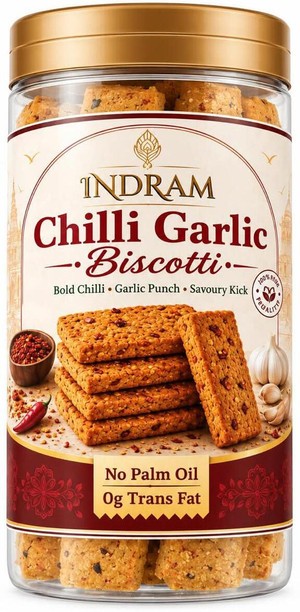 INDRAM
Chilli Garlic
Biscotti
Bold Chilli • Garlic Punch • Savoury Kick
No Palm Oil
0g Trans Fat